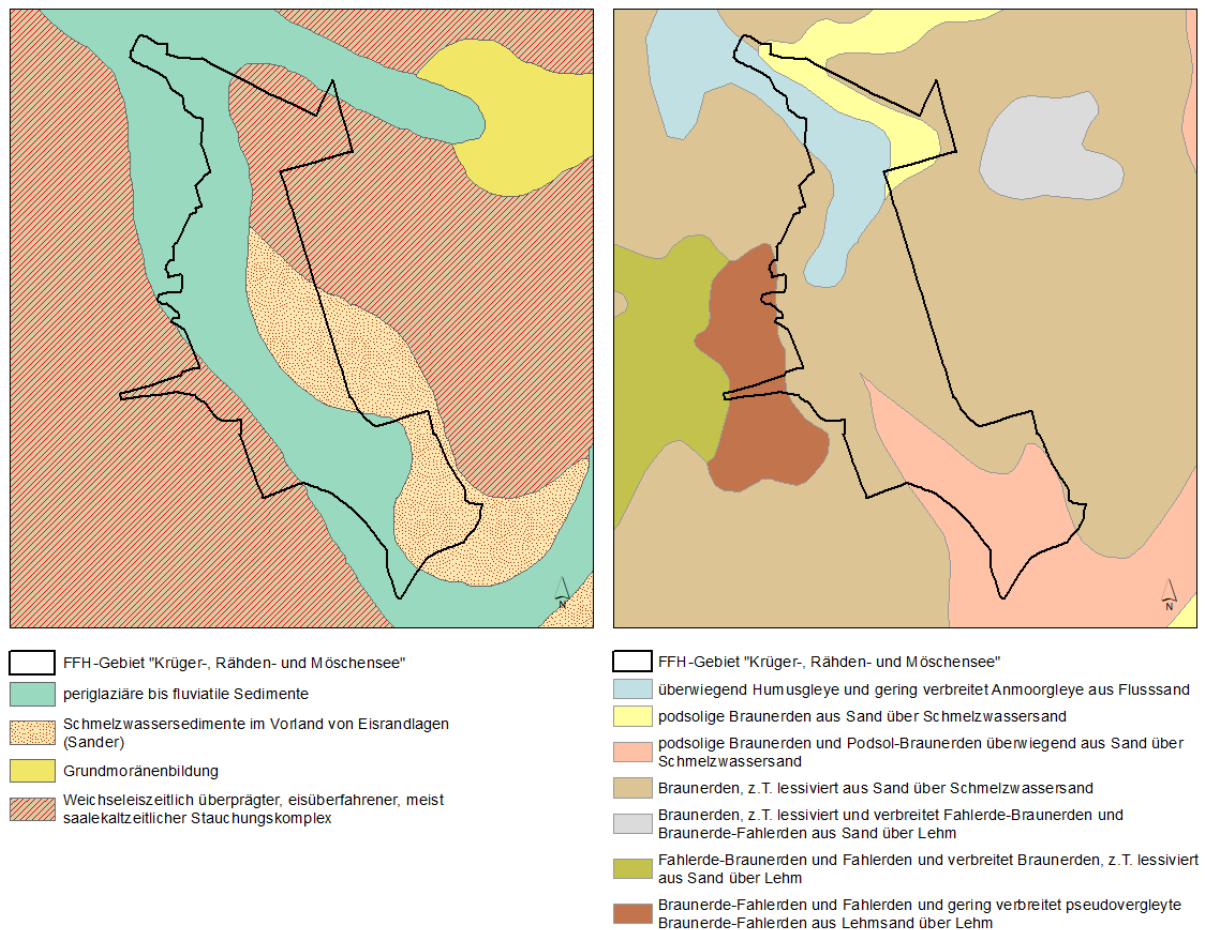 N
N
FFH-Gebiet "Krüger-, Rähden- und Möschensee"
periglaziäre bis fluviatile Sedimente
Schmelzwassersedimente im Vorland von Eisrandlagen
(Sander)
Grundmoränenbildung
Weichseleiszeitlich überprägter, eisüberfahrener, meist
saalekaltzeitlicher Stauchungskomplex
FFH-Gebiet "Krüger-, Rähden- und Möschensee"
überwiegend Humusgleye und gering verbreitet Anmoorgleye aus Flusssand
podsolige Braunerden aus Sand über Schmelzwassersand
podsolige Braunerden und Podsol-Braunerden überwiegend aus Sand über
Schmelzwassersand
Braunerden, z.T. lessiviert aus Sand über Schmelzwassersand
Braunerden, z.T. lessiviert und verbreitet Fahlerde-Braunerden und
Braunerde-Fahlerden aus Sand über Lehm
Fahlerde-Braunerden und Fahlerden und verbreitet Braunerden, z.T. lessiviert
aus Sand über Lehm
Braunerde-Fahlerden und Fahlerden und gering verbreitet pseudovergleyte
Braunerde-Fahlerden aus Lehmsand über Lehm